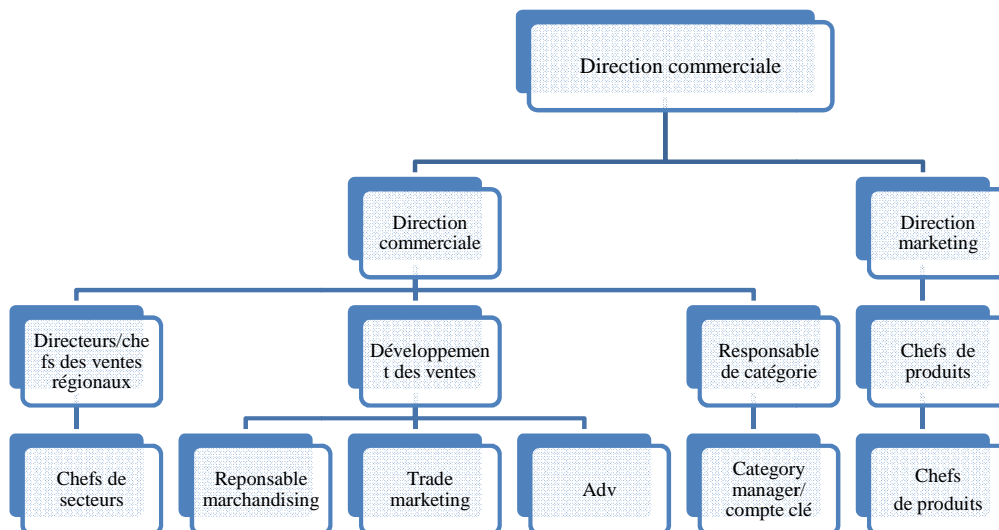 Direction commerciale
Direction
commerciale
Direction
marketing
Directeurs/che
fs des ventes
régionaux
Développemen
t des ventes
Responsable
de catégorie
Chefs de
produits
Chefs de
secteurs
Reponsable
marchandising
Trade
marketing
Adv
Category
manager/
compte clé
Chefs
de produits